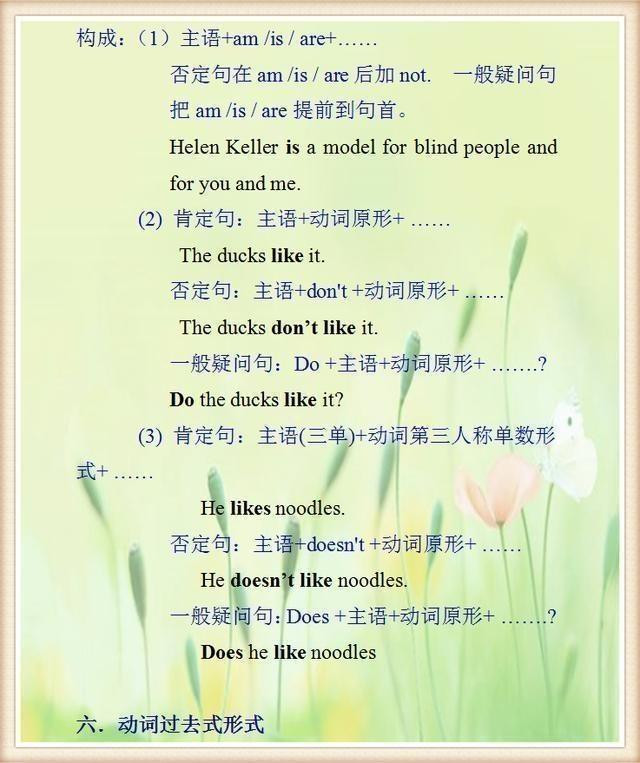 构成：（1）主语+am /is / are+……
否定句在 am /is / are 后加 not. 一般疑问句
把 am /is / are 提前到句首。
Helen Keller is a model for blind people and
for you and me.
(2) 肯定句：主语+动词原形+ ……
The ducks like it.
否定句：主语+don't +动词原形+ ……
The ducks don’t like it.
一般疑问句：Do +主语+动词原形+ …….?
Do the ducks like it?
(3) 肯定句：主语(三单)+动词第三人称单数形
式+ ……
He likes noodles.
否定句：主语+doesn't +动词原形+ ……
He doesn’t like noodles.
一般疑问句：Does +主语+动词原形+ …….?
Does he like noodles
六．动词过去式形式